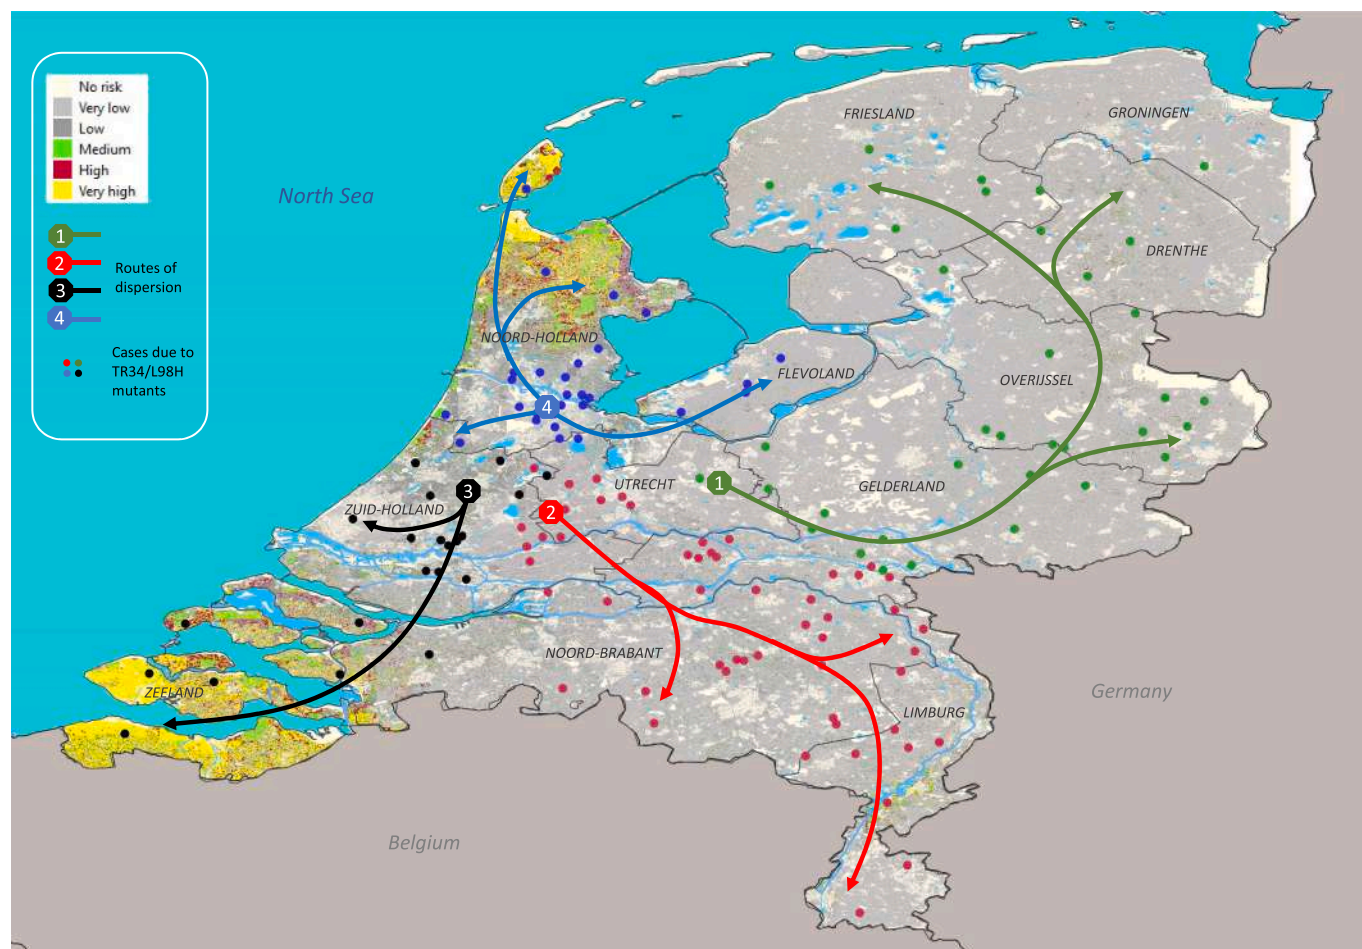 No risk
Very low
Low
Medium
High
Very high
1
2
3
4
Routes of
dispersion
Cases due to
TR34/L98H
mutants
North Sea
FRIESLAND
GRONINGEN
DRENTHE
NOORD-HOLLAND
FLEVOLAND
OVERIJSSEL
4
UTRECHT
1
GELDERLAND
3
ZUID-HOLLAND
2
NOORD-BRABANT
ZEELAND
LIMBURG
Germany
Belgium